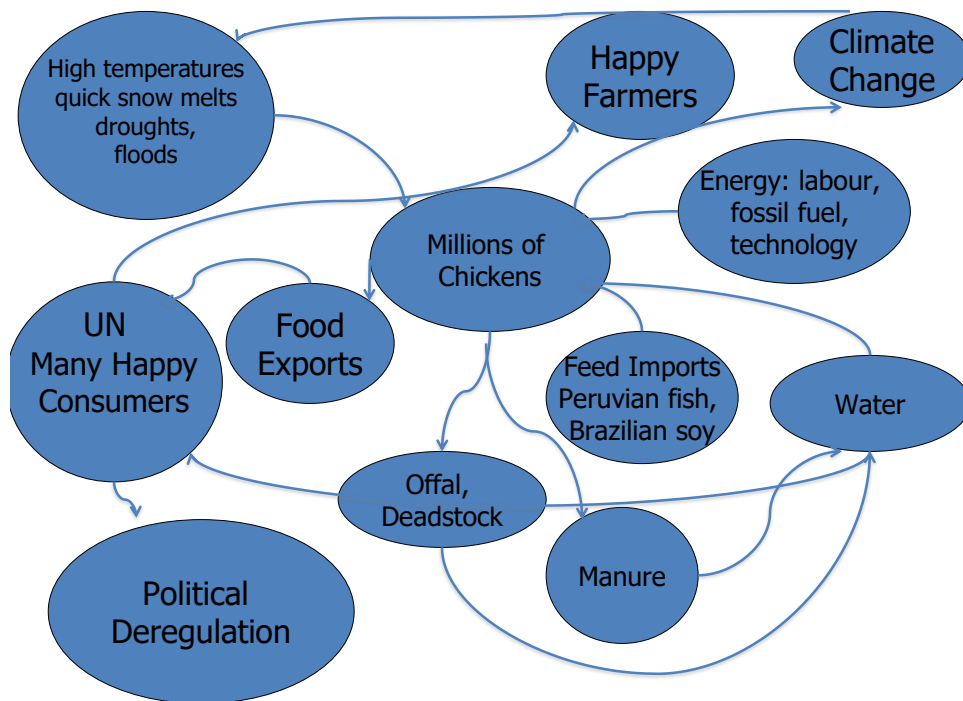 High temperatures
quick snow melts
droughts,
floods
Happy
Farmers
Climate
Change
Energy: labour,
fossil fuel,
technology
Millions of
Chickens
UN
Many Happy
Consumers
Food
Exports
Feed Imports
Peruvian fish,
Brazilian soy
Water
Offal,
Deadstock
Manure
Political
Deregulation